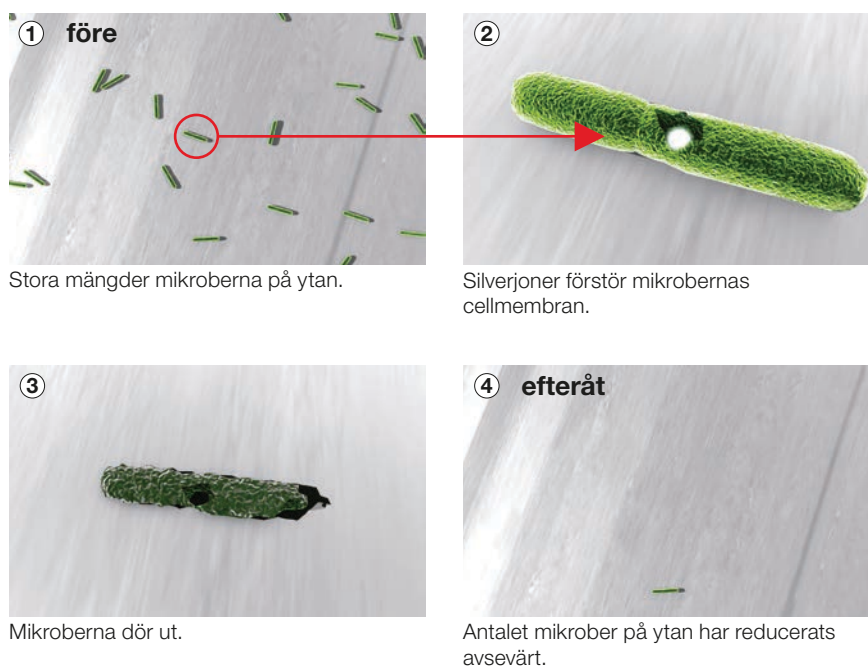 ① före
②
Stora mängder mikroberna på ytan.
Silverjoner förstör mikrobernas
cellmembran.
③
④ efteråt
Mikroberna dör ut.
Antalet mikrober på ytan har reducerats
avsevärt.